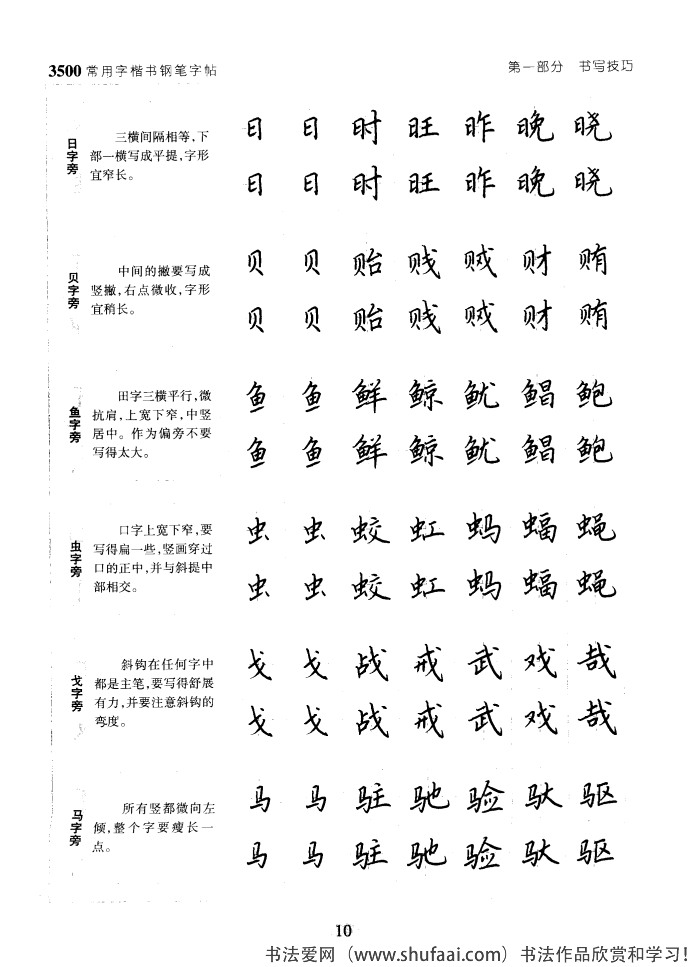 3500常用字楷书钢笔字帖
第一部分 书写技巧
日字旁
三横间隔相等,下
部一横写成平提,字形
宜窄长。
日 日 时 旺 昨 晚 晓
日 日 时 旺 昨 晚 晓
贝字旁
中间的撇要写成
竖撇,右点微收,字形
宜稍长。
贝 贝 贻 贱 贼 财 贿
贝 贝 贻 贱 贼 财 贿
鱼字旁
田字三横平行,微
抗肩,上宽下窄,中竖
居中。作为偏旁不要
写得太大。
鱼 鱼 鲜 鲸 鱿 鲳 鲍
鱼 鱼 鲜 鲸 鱿 鲳 鲍
虫字旁
口字上宽下窄,要
写得扁一些,竖画穿过
口的正中,并与斜提中
部相交。
虫 虫 蛟 虹 蚂 蝠 蝇
虫 虫 蛟 虹 蚂 蝠 蝇
戈字旁
斜钩在任何字中
都是主笔,要写得舒展
有力,并要注意斜钩的
弯度。
戈 戈 战 戒 武 戏 哉
戈 戈 战 戒 武 戏 哉
马字旁
所有竖都微向左
倾,整个字要瘦长一
点。
马 马 驻 驰 验 驮 驱
马 马 驻 驰 验 驮 驱
10
书法爱网(www.shufaai.com)书法作品欣赏和学习!